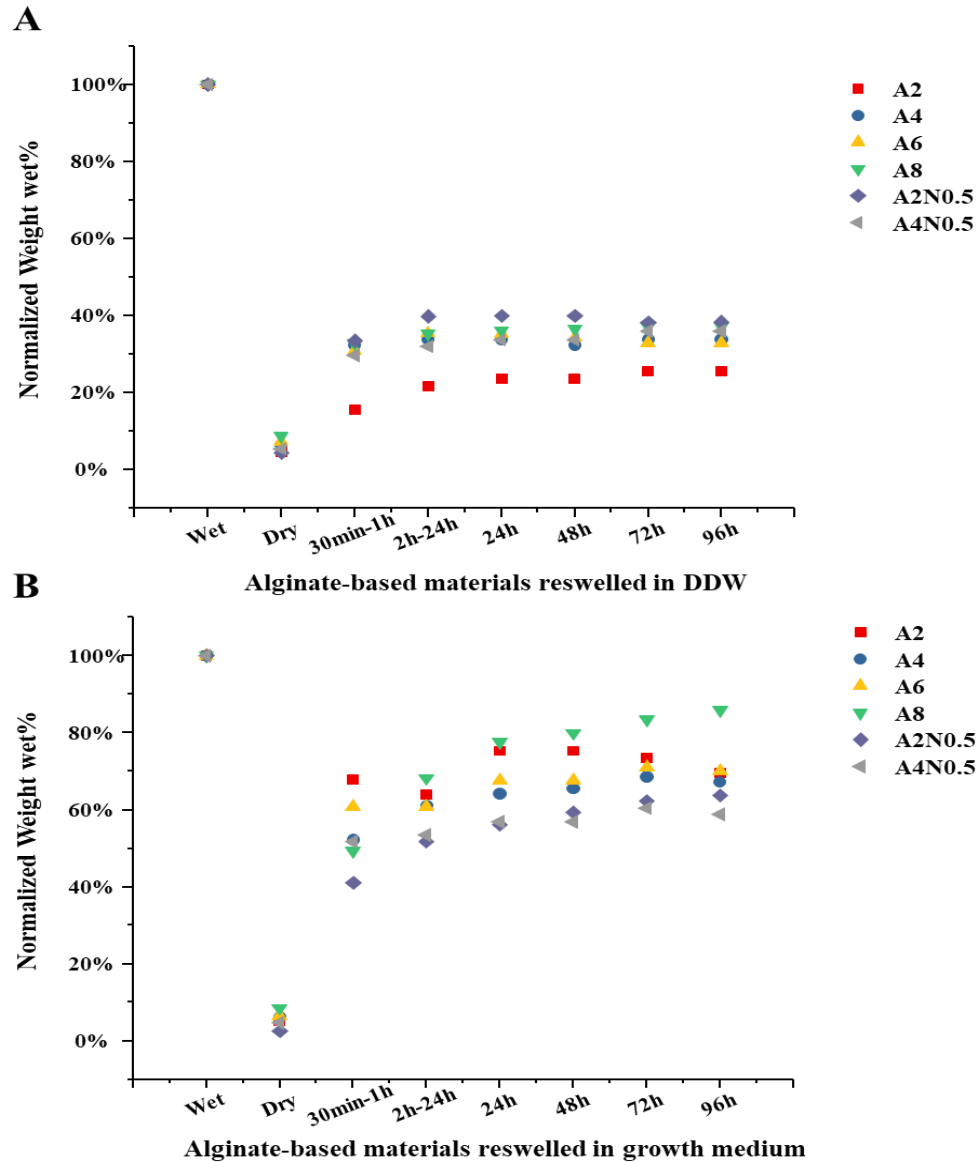 A
Normalized Weight wet%
100%
80%
60%
40%
20%
0%
A2
A4
A6
A8
A2N0.5
A4N0.5
Wet
Dry
30min-1h
2h-24h
24h
48h
72h
96h
Alginate-based materials reswelled in DDW
B
Normalized Weight wet%
100%
80%
60%
40%
20%
0%
A2
A4
A6
A8
A2N0.5
A4N0.5
Wet
Dry
30min-1h
2h-24h
24h
48h
72h
96h
Alginate-based materials reswelled in growth medium